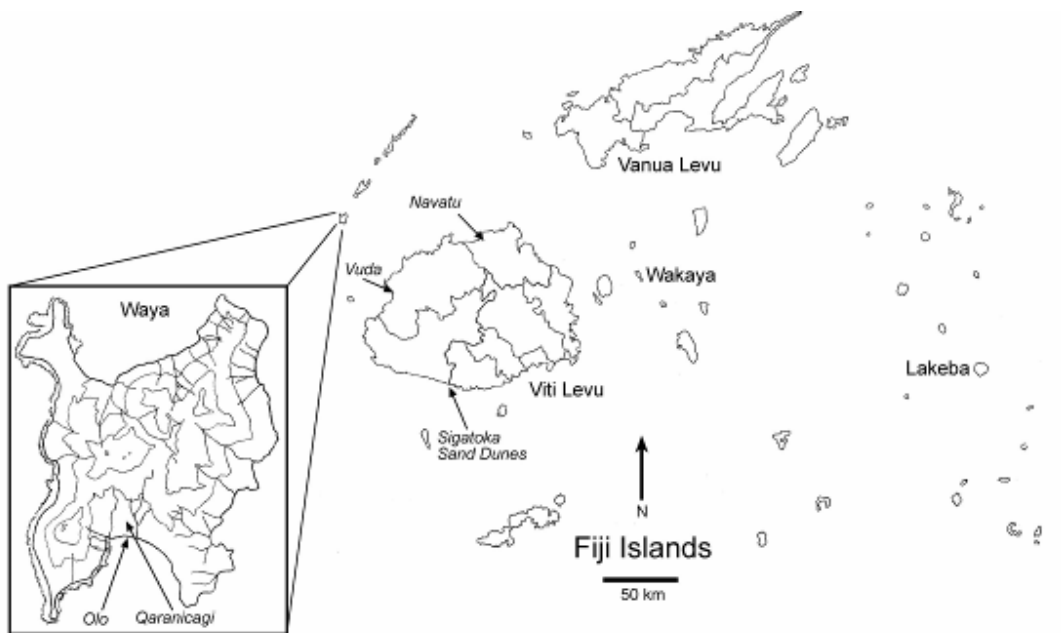 Vanua Levu
Navatu
Vuda
Wakaya
Waya
Lakeba
Viti Levu
Sigatoka
Sand Dunes
N
Fiji Islands
50 km
Olo
Qaranicagi